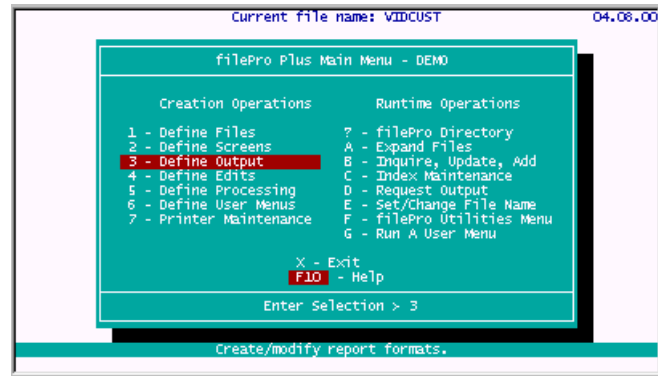 Current file name: VIDCUST 04.08.00
filePro Plus Main Menu - DEMO
Creation Operations Runtime Operations
1 - Define Files ? - filePro Directory
2 - Define Screens A - Expand Files
3 - Define Output B - Inquire, Update, Add
4 - Define Edits C - Index Maintenance
5 - Define Processing D - Request Output
6 - Define User Menus E - Set/Change File Name
7 - Printer Maintenance F - filePro Utilities Menu
G - Run A User Menu
X - Exit
F10 - Help
Enter Selection > 3
Create/modify report formats.